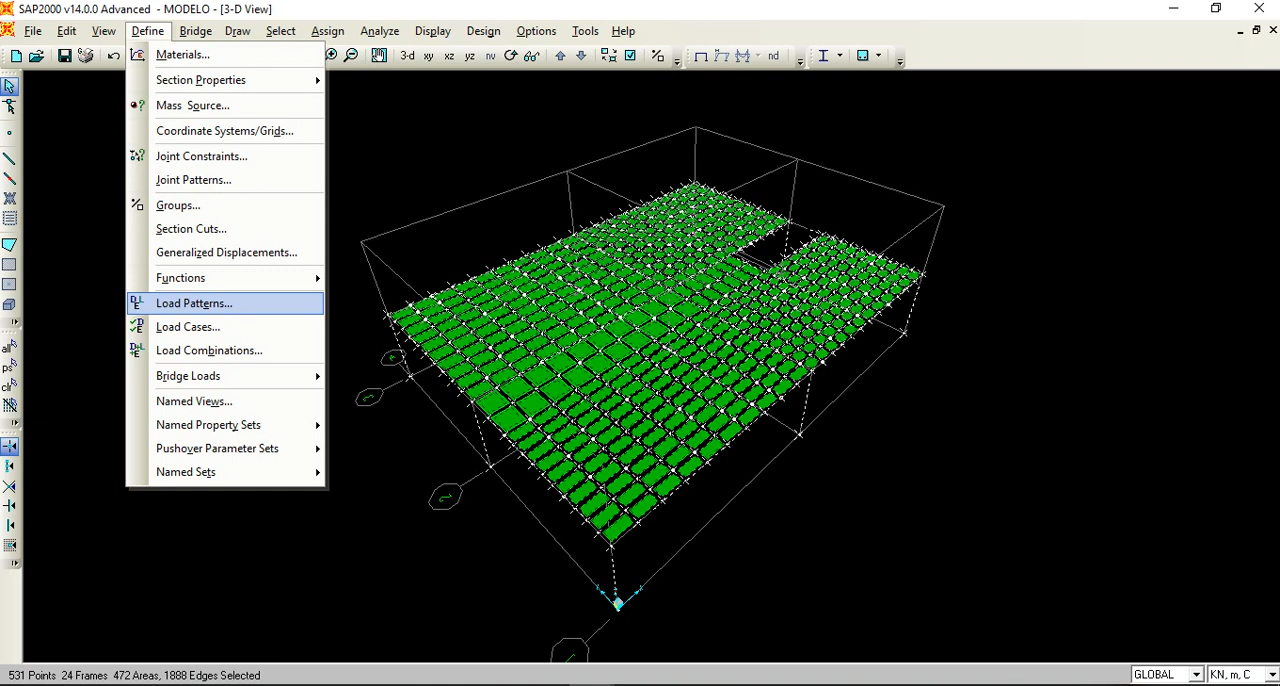 SAP2000 v14.0.0 Advanced - MODELO - [3-D View]
File Edit View Define Bridge Draw Select Assign Analyze Display Design Options Tools Help
3-d xy xz yz nv nd
Materials...
Section Properties
Mass Source...
Coordinate Systems/Grids...
Joint Constraints...
Joint Patterns...
Groups...
Section Cuts...
Generalized Displacements...
Functions
Load Patterns...
Load Cases...
Load Combinations...
Bridge Loads
Named Views...
Named Property Sets
Pushover Parameter Sets
Named Sets
all
ps
clr
531 Points 24 Frames 472 Areas, 1888 Edges Selected
GLOBAL
KN, m, C